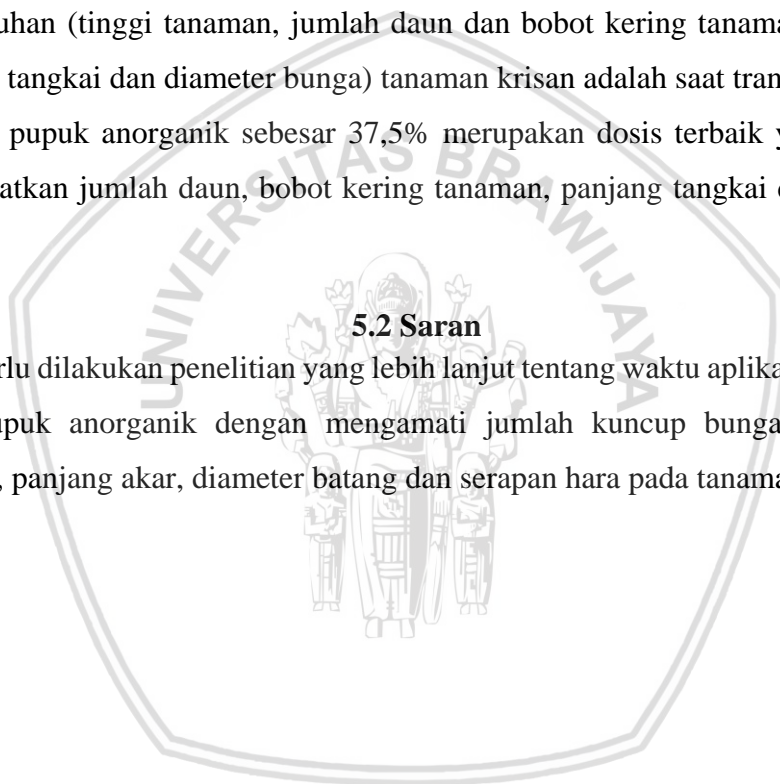 uhan (tinggi tanaman, jumlah daun dan bobot kering tanama
tangkai dan diameter bunga) tanaman krisan adalah saat tran
pupuk anorganik sebesar 37,5% merupakan dosis terbaik y
atkan jumlah daun, bobot kering tanaman, panjang tangkai
5.2 Saran
rlu dilakukan penelitian yang lebih lanjut tentang waktu aplika
upuk anorganik dengan mengamati jumlah kuncup bunga
, panjang akar, diameter batang dan serapan hara pada tanama
UNIVERSITAS BRAWIJAYA